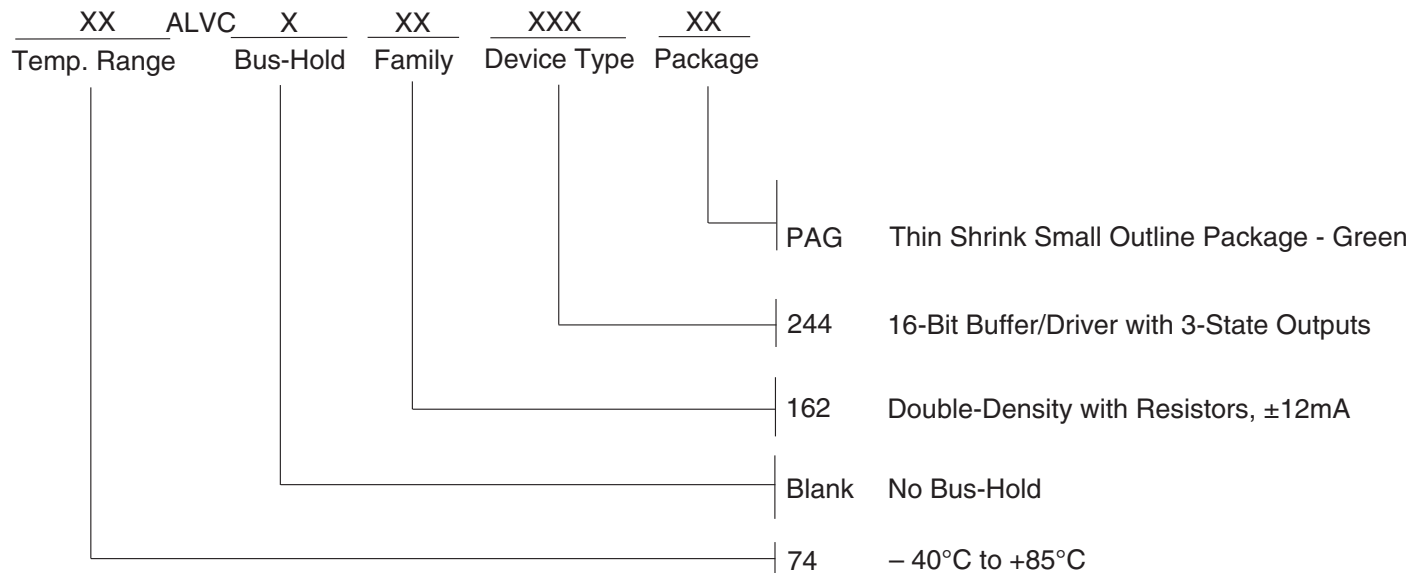 XX ALVC X XX XXX XX
Temp. Range Bus-Hold Family Device Type Package
PAG Thin Shrink Small Outline Package - Green
244 16-Bit Buffer/Driver with 3-State Outputs
162 Double-Density with Resistors, ±12mA
Blank No Bus-Hold
74 – 40°C to +85°C